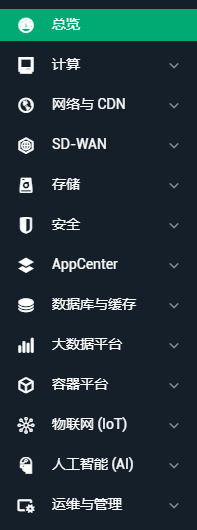 总览
计算
网络与 CDN
SD-WAN
存储
安全
AppCenter
数据库与缓存
大数据平台
容器平台
物联网 (IoT)
人工智能 (AI)
运维与管理